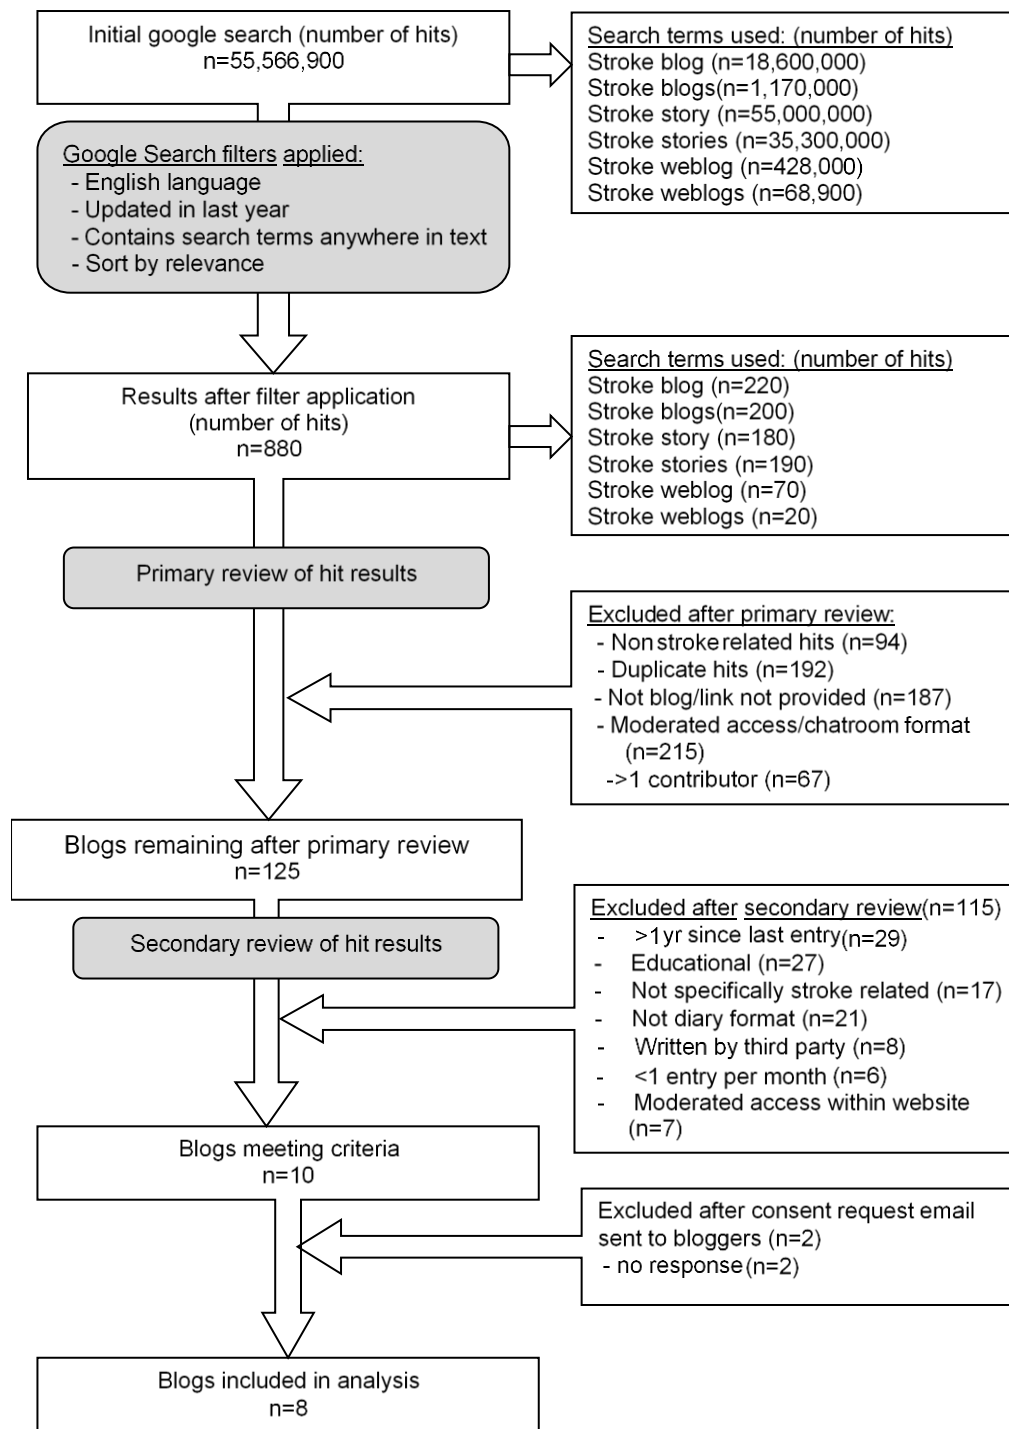 Initial google search (number of hits)
n=55,566,900
Search terms used: (number of hits)
Stroke blog (n=18,600,000)
Stroke blogs(n=1,170,000)
Stroke story (n=55,000,000)
Stroke stories (n=35,300,000)
Stroke weblog (n=428,000)
Stroke weblogs (n=68,900)
Google Search filters applied:
- English language
- Updated in last year
- Contains search terms anywhere in text
- Sort by relevance
Results after filter application
(number of hits)
n=880
Search terms used: (number of hits)
Stroke blog (n=220)
Stroke blogs(n=200)
Stroke story (n=180)
Stroke stories (n=190)
Stroke weblog (n=70)
Stroke weblogs (n=20)
Primary review of hit results
Excluded after primary review:
- Non stroke related hits (n=94)
- Duplicate hits (n=192)
- Not blog/link not provided (n=187)
- Moderated access/chatroom format
(n=215)
->1 contributor (n=67)
Blogs remaining after primary review
n=125
Secondary review of hit results
Excluded after secondary review(n=115)
- >1yr since last entry(n=29)
- Educational (n=27)
- Not specifically stroke related (n=17)
- Not diary format (n=21)
- Written by third party (n=8)
- <1 entry per month (n=6)
- Moderated access within website
(n=7)
Blogs meeting criteria
n=10
Excluded after consent request email
sent to bloggers (n=2)
- no response(n=2)
Blogs included in analysis
n=8